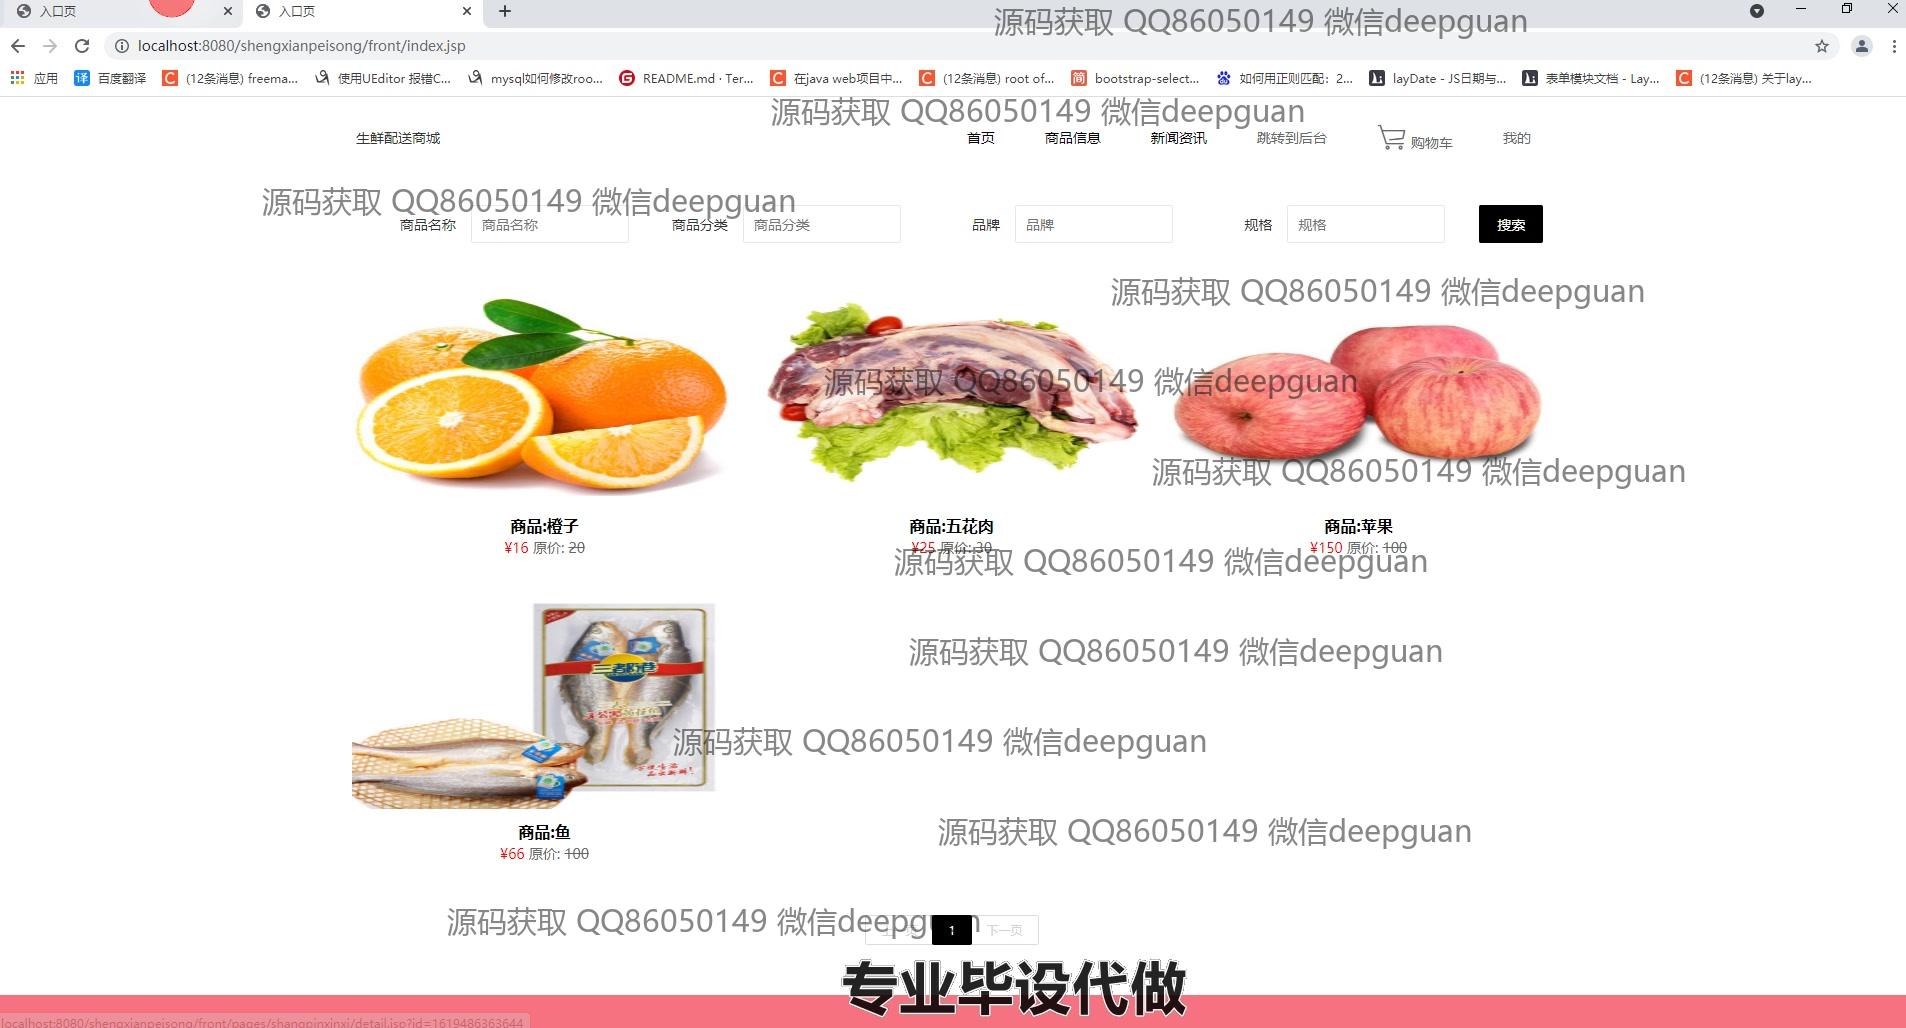 入口页
入口页
源码获取 QQ86050149 微信deepguan
localhost:8080/shengxianpeisong/front/index.jsp
应用 百度翻译 (12条消息) freema... 使用UEditor 报错C... mysql如何修改roo... README.md · Ter... 在java web项目中... (12条消息) root of... bootstrap-select... 如何用正则匹配：2... layDate - JS日期与... 表单模块文档 - Lay... (12条消息) 关于lay...
源码获取 QQ86050149 微信deepguan
生鲜配送商城 首页 商品信息 新闻资讯 跳转到后台 购物车 我的
源码获取 QQ86050149 微信deepguan
商品名称 商品名称 商品分类 商品分类 品牌 品牌 规格 规格 搜索
源码获取 QQ86050149 微信deepguan
源码获取 QQ86050149 微信deepguan
源码获取 QQ86050149 微信deepguan
商品:橙子 商品:五花肉 商品:苹果
¥16 原价: 20 ¥25 原价: 30 ¥150 原价: 100
源码获取 QQ86050149 微信deepguan
三都港
源码获取 QQ86050149 微信deepguan
源码获取 QQ86050149 微信deepguan
商品:鱼
源码获取 QQ86050149 微信deepguan
¥66 原价: 100
源码获取 QQ86050149 微信deepguan
1 下一页
专业毕设代做
localhost:8080/shengxianpeisong/front/pages/shangpinxinxi/detail.jsp?id=1619486363644